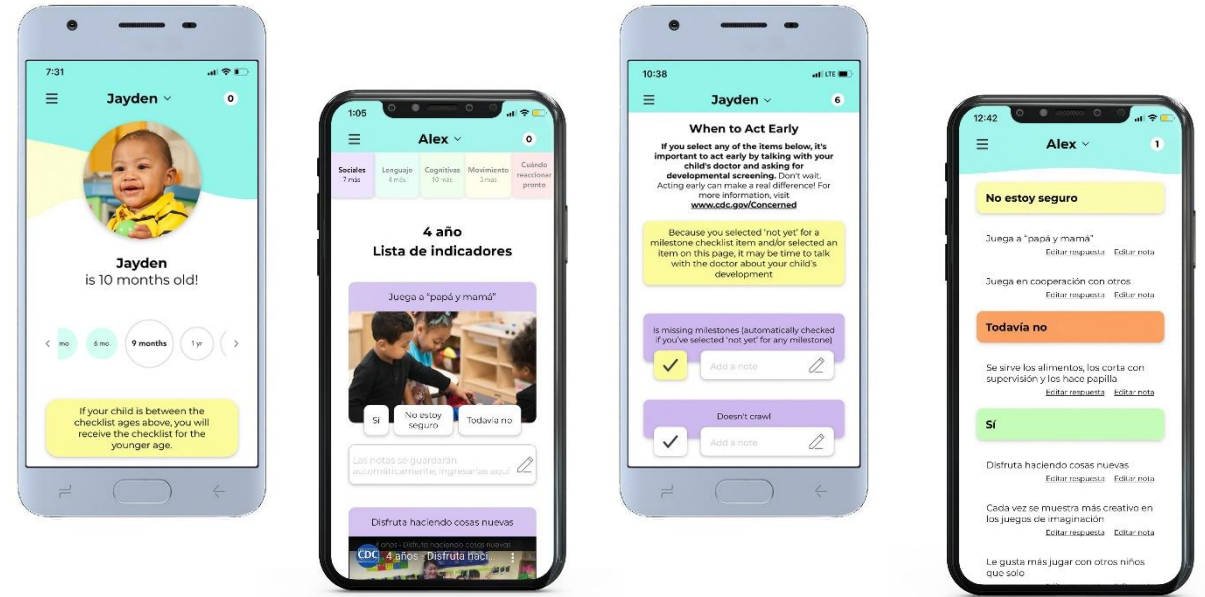 7:31
Jayden
0
Jayden
is 10 months old!
mo
6 mo
9 months
1 yr
If your child is between the
checklist ages above, you will
receive the checklist for the
younger age.
1:05
Alex
0
Sociales
7 más
Lenguaje
4 más
Cognitivas
10 más
Movimiento
3 más
Cuándo
reaccionar
pronto
4 año
Lista de indicadores
Juega a "papá y mamá"
Sí
No estoy
seguro
Todavía no
Las notas se guardarán
automáticamente, ingresarlas aquí
Disfruta haciendo cosas nuevas
4 años - Disfruta haciendo cosas nuevas
CDC
4 años - Disfruta haci...
10:38
LTE
Jayden
6
When to Act Early
If you select any of the items below, it's
important to act early by talking with your
child's doctor and asking for
developmental screening. Don't wait.
Acting early can make a real difference! For
more information, visit
www.cdc.gov/Concerned
Because you selected 'not yet' for a
milestone checklist item and/or selected an
item on this page, it may be time to talk
with the doctor about your child's
development
Is missing milestones (automatically checked
if you've selected 'not yet' for any milestone)
Add a note
Doesn't crawl
Add a note
12:42
Alex
1
No estoy seguro
Juega a "papá y mamá"
Editar respuesta Editar nota
Juega en cooperación con otros
Editar respuesta Editar nota
Todavía no
Se sirve los alimentos, los corta con
supervisión y los hace papilla
Editar respuesta Editar nota
Sí
Disfruta haciendo cosas nuevas
Editar respuesta Editar nota
Cada vez se muestra más creativo en
los juegos de imaginación
Editar respuesta Editar nota
Le gusta más jugar con otros niños
que solo